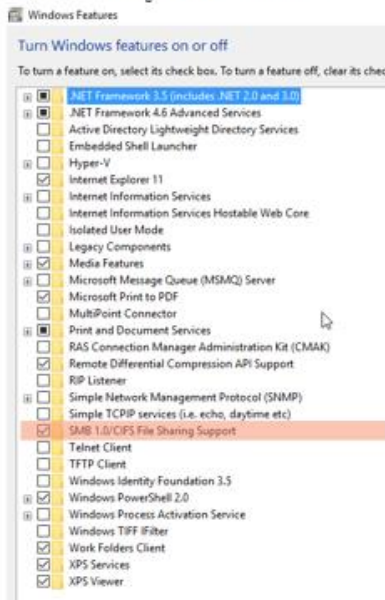 Windows Features
Turn Windows features on or off
To turn a feature on, select its check box. To turn a feature off, clear its chec
.NET Framework 3.5 (includes .NET 2.0 and 3.0)
.NET Framework 4.6 Advanced Services
Active Directory Lightweight Directory Services
Embedded Shell Launcher
Hyper-V
Internet Explorer 11
Internet Information Services
Internet Information Services Hostable Web Core
Isolated User Mode
Legacy Components
Media Features
Microsoft Message Queue (MSMQ) Server
Microsoft Print to PDF
MultiPoint Connector
Print and Document Services
RAS Connection Manager Administration Kit (CMAK)
Remote Differential Compression API Support
RIP Listener
Simple Network Management Protocol (SNMP)
Simple TCPIP services (i.e. echo, daytime etc)
SMB 1.0/CIFS File Sharing Support
Telnet Client
TFTP Client
Windows Identity Foundation 3.5
Windows PowerShell 2.0
Windows Process Activation Service
Windows TIFF IFilter
Work Folders Client
XPS Services
XPS Viewer